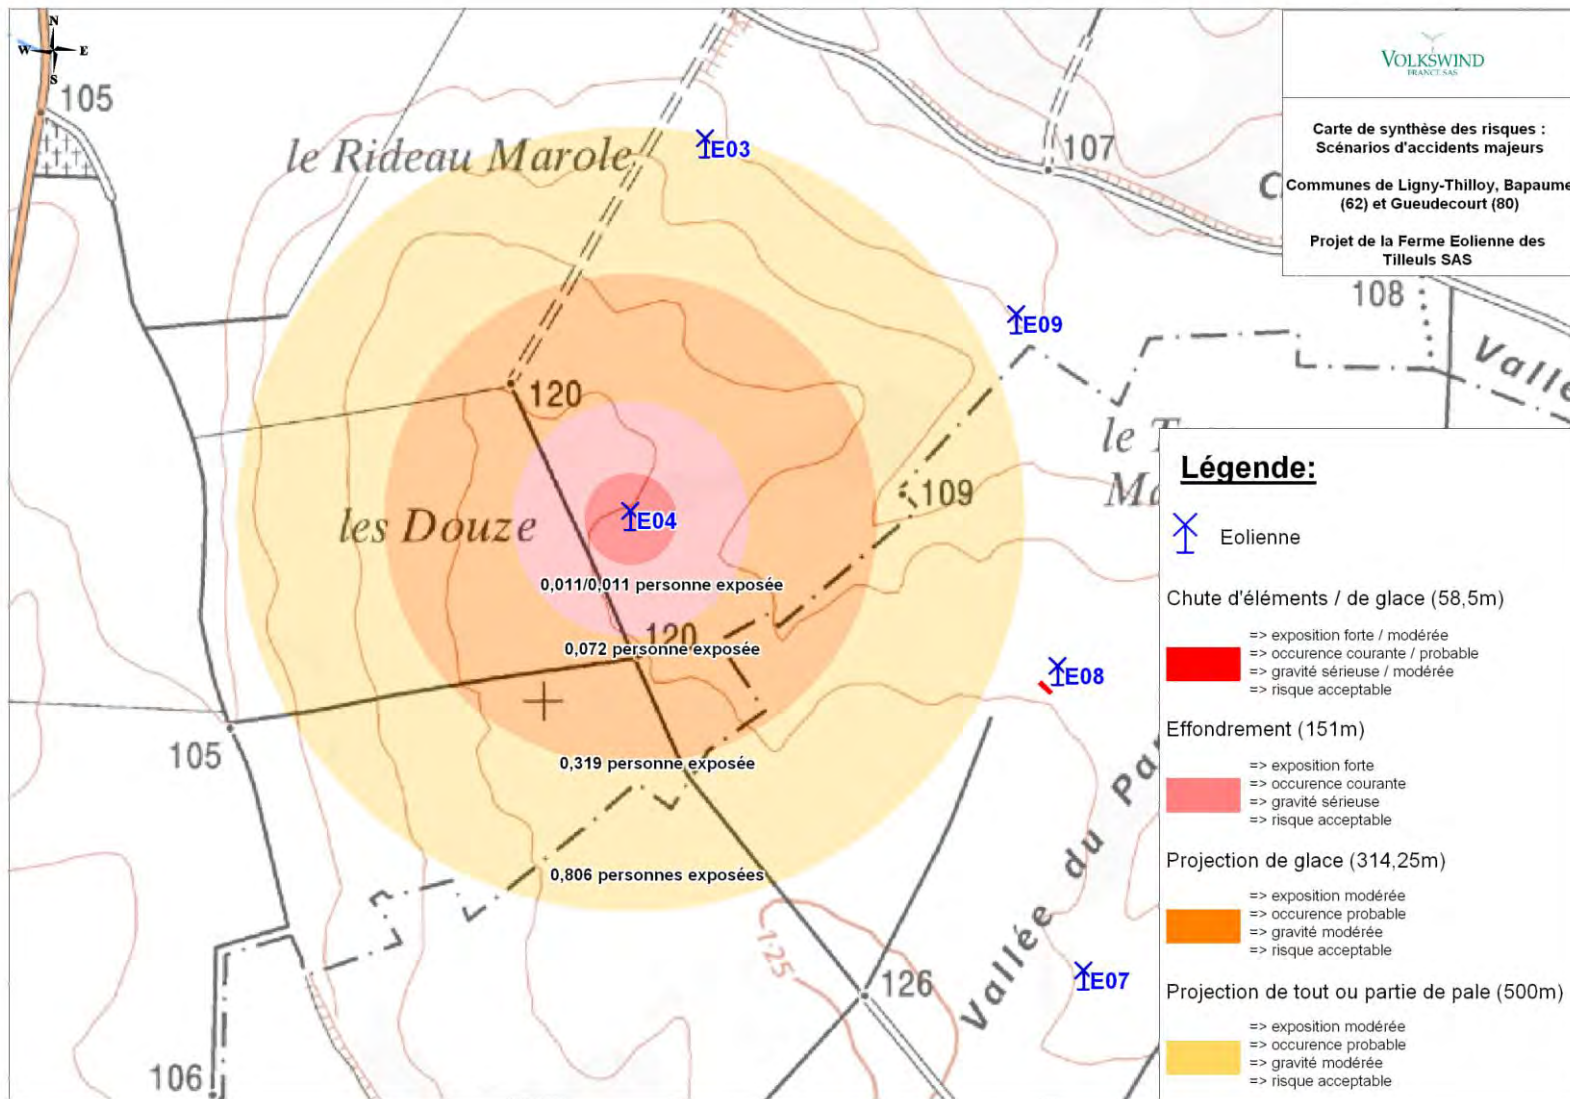 N
W E
S
105
le Rideau Marole
E03
107
VOLKSWIND
FRANCE SAS
Carte de synthèse des risques :
Scénarios d'accidents majeurs
Communes de Ligny-Thilloy, Bapaume
(62) et Gueudecourt (80)
Projet de la Ferme Eolienne des
Tilleuls SAS
108
E09
120
109
les Douze
E04
0,011/0,011 personne exposée
120
0,072 personne exposée
E08
105
0,319 personne exposée
0,806 personnes exposées
Vallée du
1·25
126
E07
106
Légende:
Eolienne
Chute d'éléments / de glace (58,5m)
=> exposition forte / modérée
=> occurence courante / probable
=> gravité sérieuse / modérée
=> risque acceptable
Effondrement (151m)
=> exposition forte
=> occurence courante
=> gravité sérieuse
=> risque acceptable
Projection de glace (314,25m)
=> exposition modérée
=> occurence probable
=> gravité modérée
=> risque acceptable
Projection de tout ou partie de pale (500m)
=> exposition modérée
=> occurence probable
=> gravité modérée
=> risque acceptable